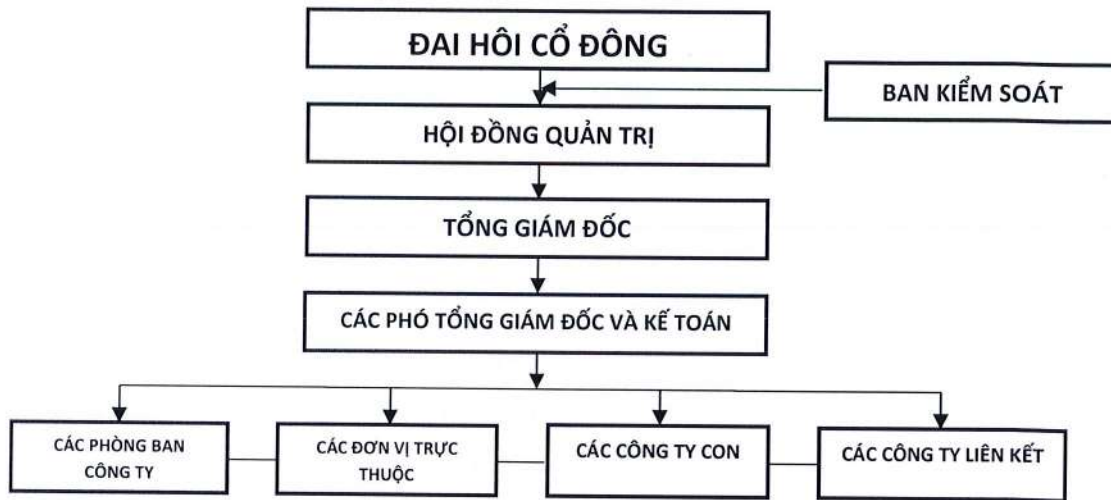 ĐAI HÔI CỔ ĐÔNG
BAN KIỂM SOÁT
HỘI ĐỒNG QUẢN TRỊ
TỔNG GIÁM ĐỐC
CÁC PHÓ TỔNG GIÁM ĐỐC VÀ KẾ TOÁN
CÁC PHÒNG BAN
CÔNG TY
CÁC ĐƠN VỊ TRỰC
THUỘC
CÁC CÔNG TY CON
CÁC CÔNG TY LIÊN KẾT